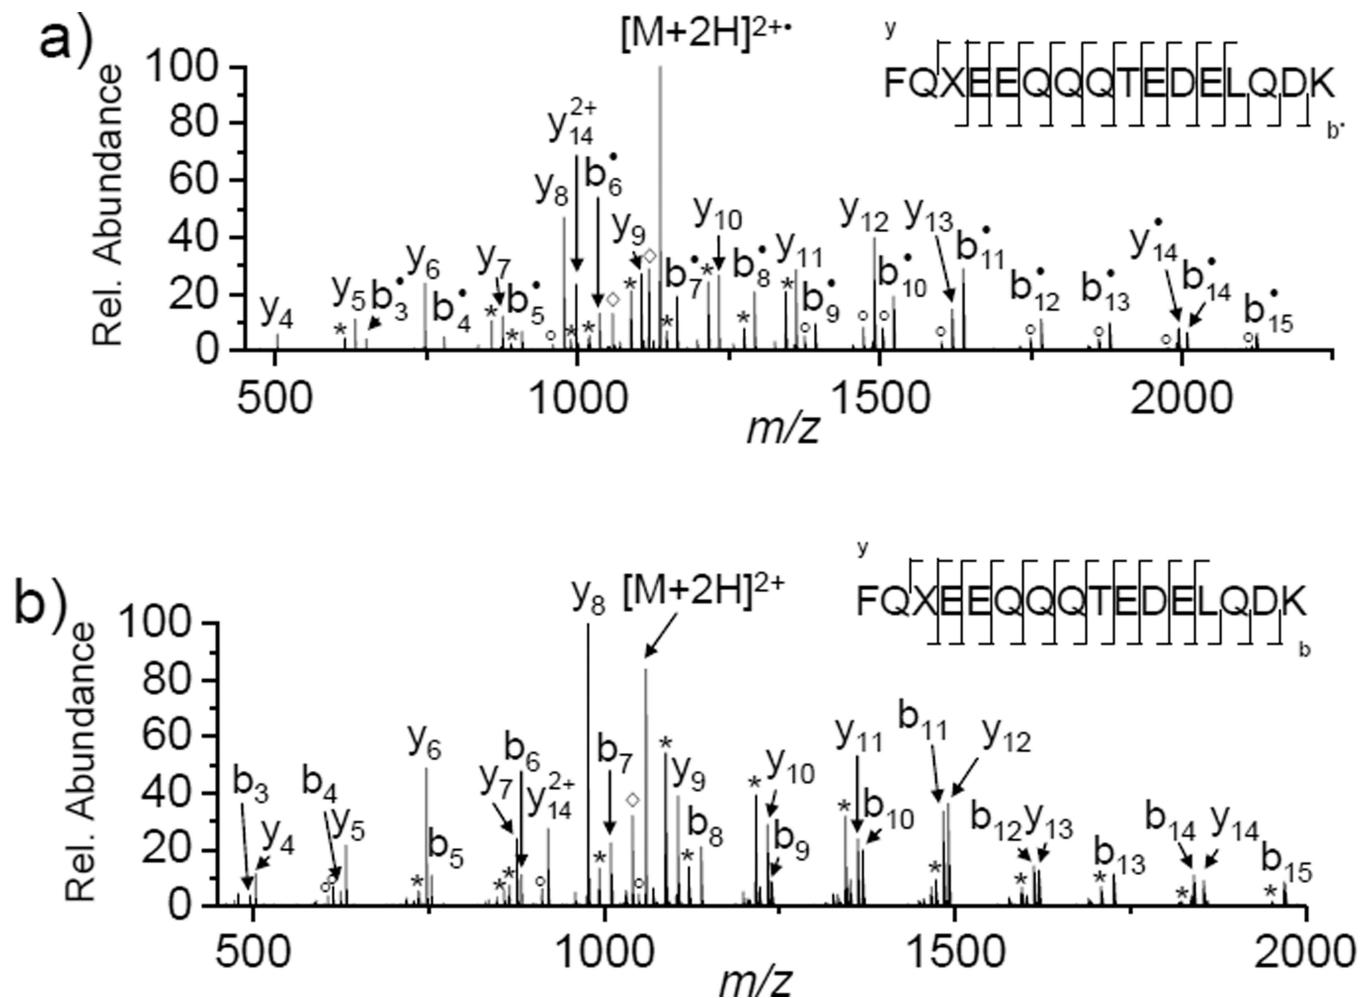 a)
[M+2H]2+•
y
FQXEEQQQTEDELQDK
b•
Rel. Abundance
100
80
60
40
20
0
y4
*
y5
b3•
y6
b4•
y7
*
*
b5•
°
y8
*
y14 2+
*
b6•
◇
*
y9
◇
*
b7•
*
y10
*
b8•
*
y11
°
b9•
°
y12
°
b10•
°
y13
b11•
°
b12•
°
b13•
°
y14•
b14•
°
b15•
500
1000
1500
2000
m/z
b)
y8
[M+2H]2+
y
FQXEEQQQTEDELQDK
b
Rel. Abundance
100
80
60
40
20
0
b3
y4
b4
°
°
y5
*
y6
b5
*
*
y7
b6
°
y14 2+
*
b7
◇
°
*
y9
*
b8
*
y10
b9
*
y11
b10
*
b11
y12
*
b12
y13
*
b13
*
b14
y14
*
b15
500
1000
1500
2000
m/z